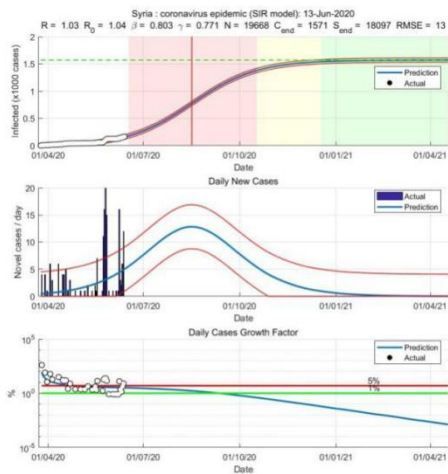 Syria : coronavirus epidemic (SIR model): 13-Jun-2020
R = 1.03 R0 = 1.04 β = 0.803 γ = 0.771 N = 19668 Cend = 1571 Send = 18097 RMSE = 13
Infected (x1000 cases)
2
1.5
1
0.5
0
Prediction
Actual
01/04/20 01/07/20 01/10/20 01/01/21 01/04/21
Date
Daily New Cases
Novel cases / day
20
15
10
5
0
Actual
Prediction
01/04/20 01/07/20 01/10/20 01/01/21 01/04/21
Date
Daily Cases Growth Factor
%
10^5
10^0
10^-5
Prediction
Actual
5%
1%
01/04/20 01/07/20 01/10/20 01/01/21 01/04/21
Date